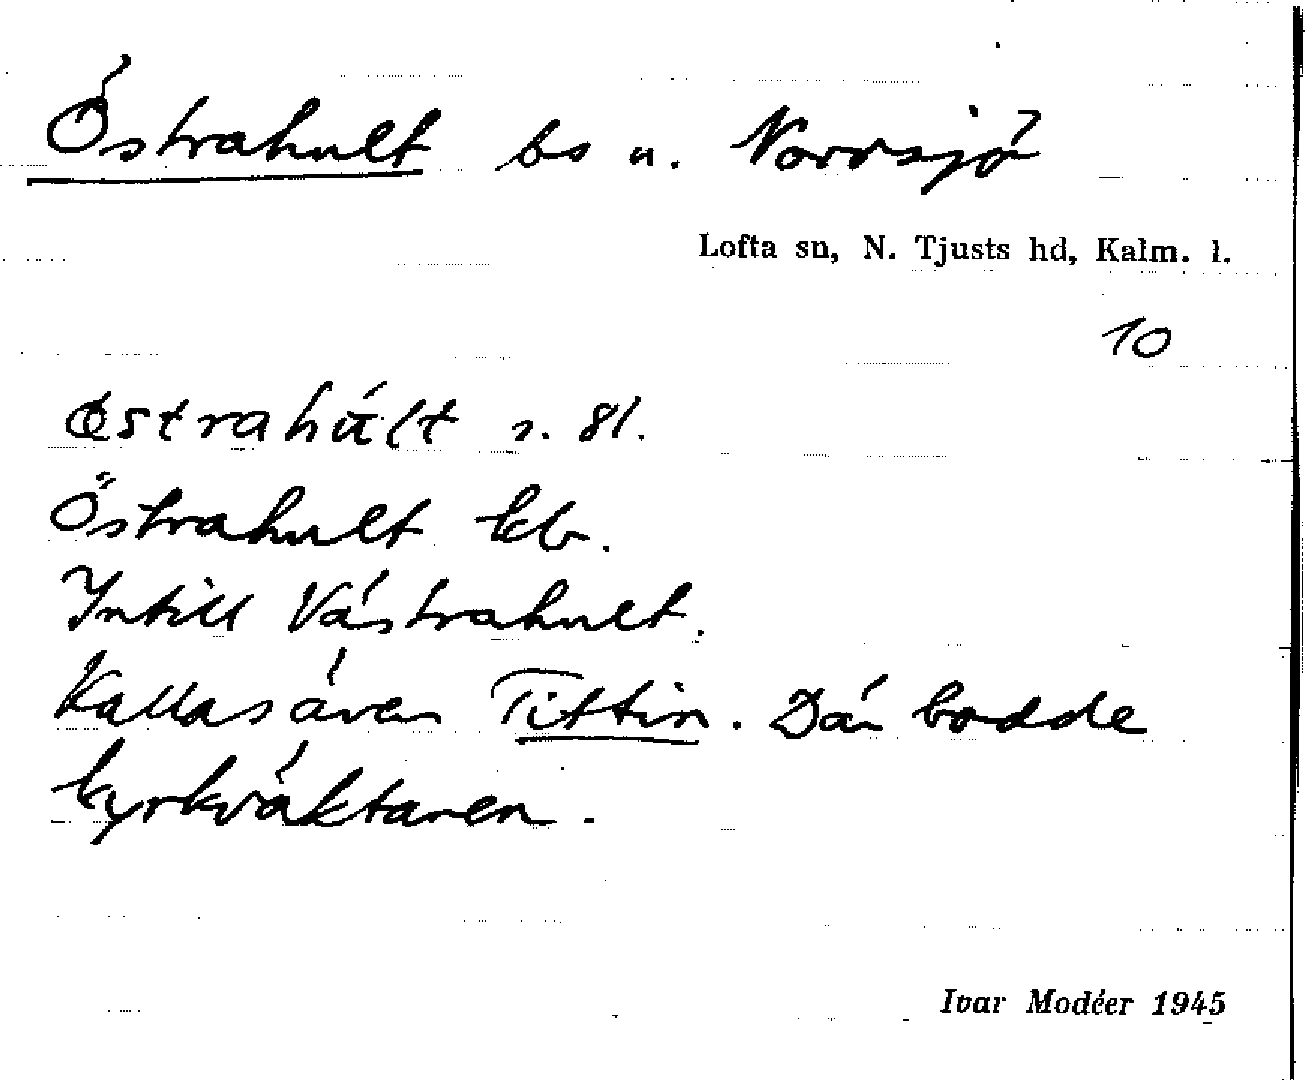 Östrahult bs u. Norrsjö
Lofta sn, N. Tjusts hd, Kalm. l.
10
östrahúlt s. 81.
Östrahult kb.
Intill Västrahult.
Kallas även Tittin. Där bodde
kyrkväktaren.
Ivar Modéer 1945